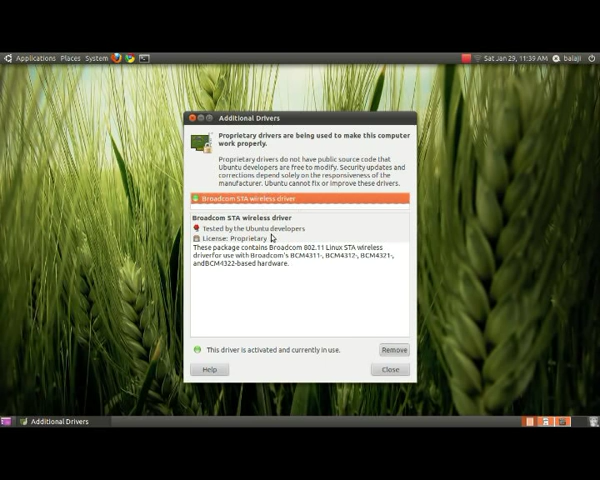 Applications Places System
Sat Jan 29, 11:39 AM balaji
Additional Drivers
Proprietary drivers are being used to make this computer
work properly.
Proprietary drivers do not have public source code that
Ubuntu developers are free to modify. Security updates and
corrections depend solely on the responsiveness of the
manufacturer. Ubuntu cannot fix or improve these drivers.
Broadcom STA wireless driver
Broadcom STA wireless driver
Tested by the Ubuntu developers
License: Proprietary
These package contains Broadcom 802.11 Linux STA wireless
driverfor use with Broadcom's BCM4311-, BCM4312-, BCM4321-,
andBCM4322-based hardware.
This driver is activated and currently in use.
Remove
Help
Close
Additional Drivers